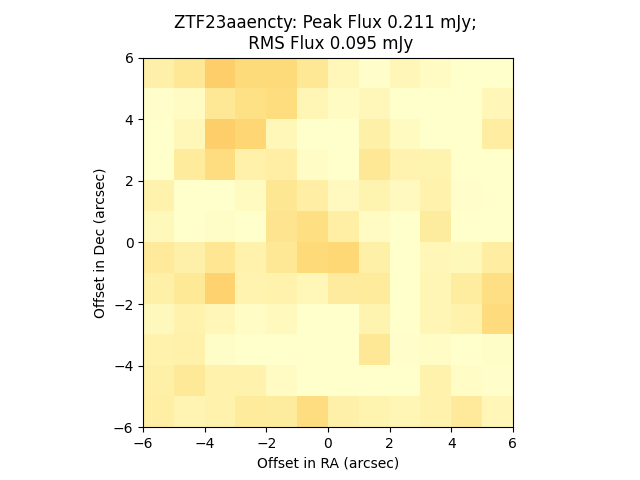 ZTF23aaencty: Peak Flux 0.211 mJy;
RMS Flux 0.095 mJy
6
4
2
0
−2
−4
−6
Offset in Dec (arcsec)
−6 −4 −2 0 2 4 6
Offset in RA (arcsec)